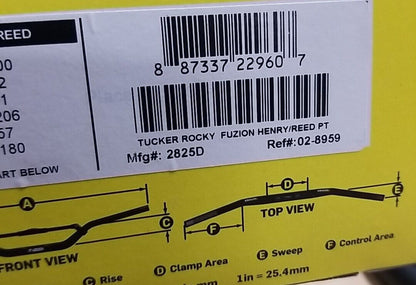 REED
00
2
1
206
57
180
ART BELOW
8 87337 22960 7
TUCKER ROCKY FUZION HENRY/REED PT
Mfg#: 2825D
Ref#:02-8959
A
C
FRONT VIEW
D
E
F
TOP VIEW
C Rise
D Clamp Area
E Sweep
F Control Area
mm
1in = 25.4mm